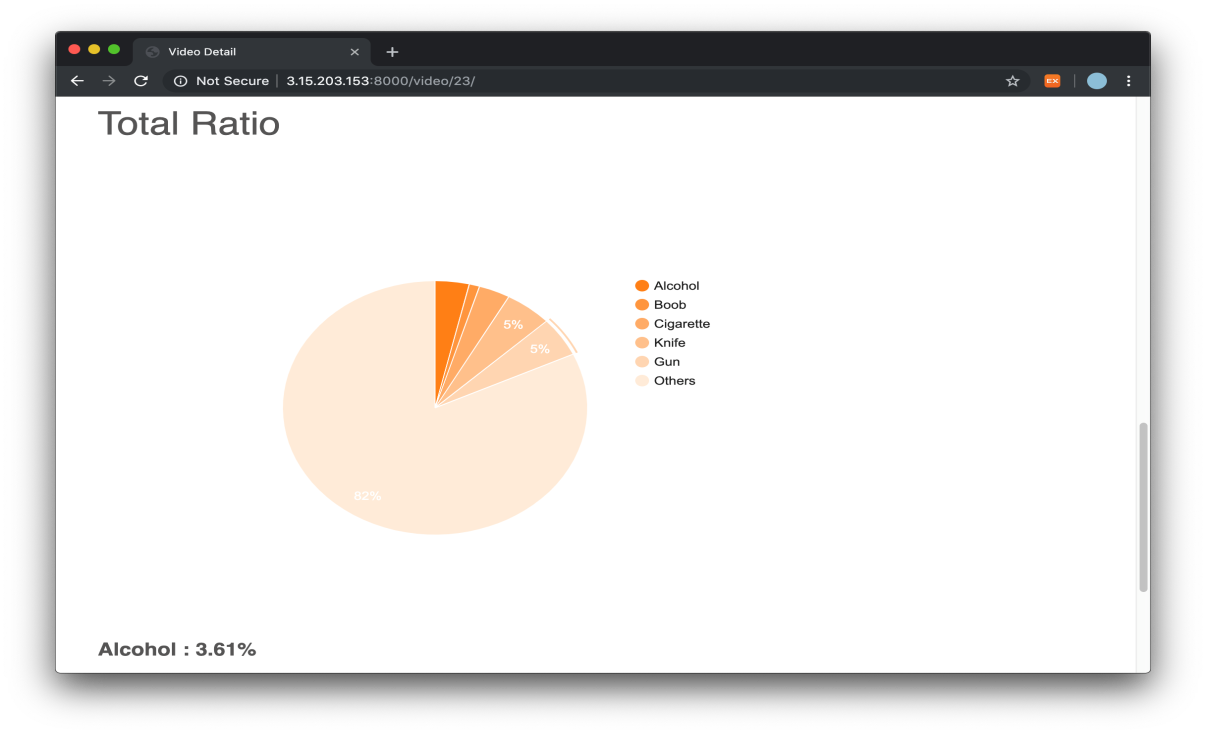 Video Detail
Not Secure | 3.15.203.153:8000/video/23/
EX
Total Ratio
Alcohol
Boob
Cigarette
Knife
Gun
Others
5%
5%
82%
Alcohol : 3.61%